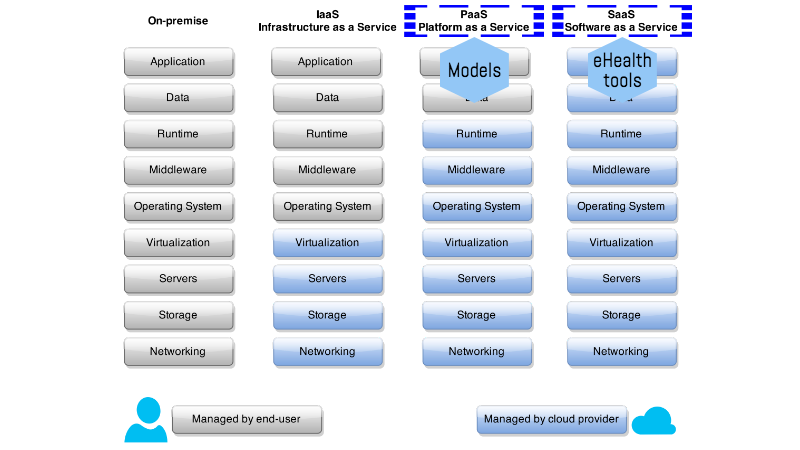 On-premise
IaaS
Infrastructure as a Service
PaaS
Platform as a Service
SaaS
Software as a Service
Application
Application
Models
eHealth
tools
Data
Data
Runtime
Runtime
Runtime
Runtime
Middleware
Middleware
Middleware
Middleware
Operating System
Operating System
Operating System
Operating System
Virtualization
Virtualization
Virtualization
Virtualization
Servers
Servers
Servers
Servers
Storage
Storage
Storage
Storage
Networking
Networking
Networking
Networking
Managed by end-user
Managed by cloud provider